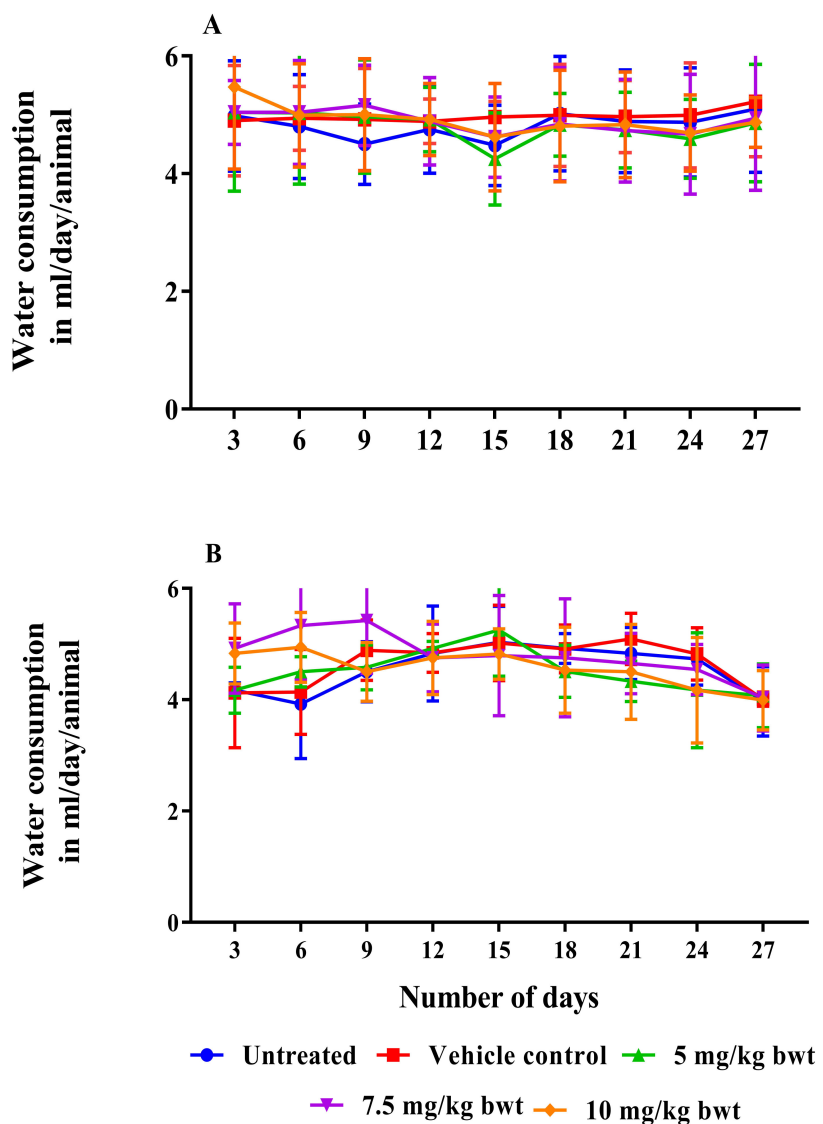 A
Water consumption
in ml/day/animal
6
4
2
0
3 6 9 12 15 18 21 24 27
B
Water consumption
in ml/day/animal
6
4
2
0
3 6 9 12 15 18 21 24 27
Number of days
Untreated Vehicle control 5 mg/kg bwt
7.5 mg/kg bwt 10 mg/kg bwt